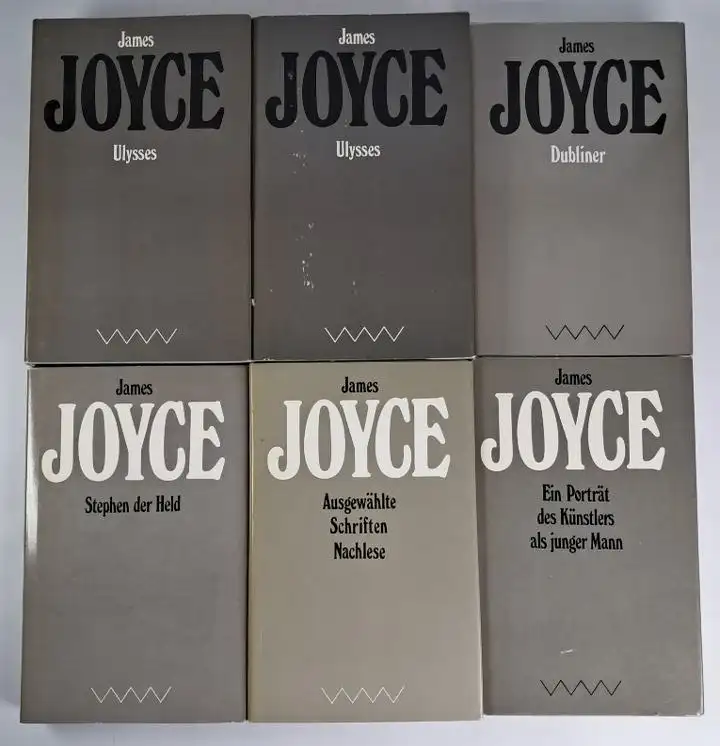 James
JOYCE
Ulysses
James
JOYCE
Ulysses
James
JOYCE
Dubliner
James
JOYCE
Stephen der Held
James
JOYCE
Ausgewählte
Schriften
Nachlese
James
JOYCE
Ein Porträt
des Künstlers
als junger Mann